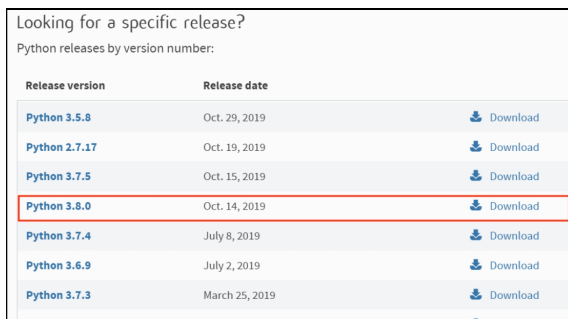 Looking for a specific release?
Python releases by version number:
Release version Release date
Python 3.5.8 Oct. 29, 2019 Download
Python 2.7.17 Oct. 19, 2019 Download
Python 3.7.5 Oct. 15, 2019 Download
Python 3.8.0 Oct. 14, 2019 Download
Python 3.7.4 July 8, 2019 Download
Python 3.6.9 July 2, 2019 Download
Python 3.7.3 March 25, 2019 Download